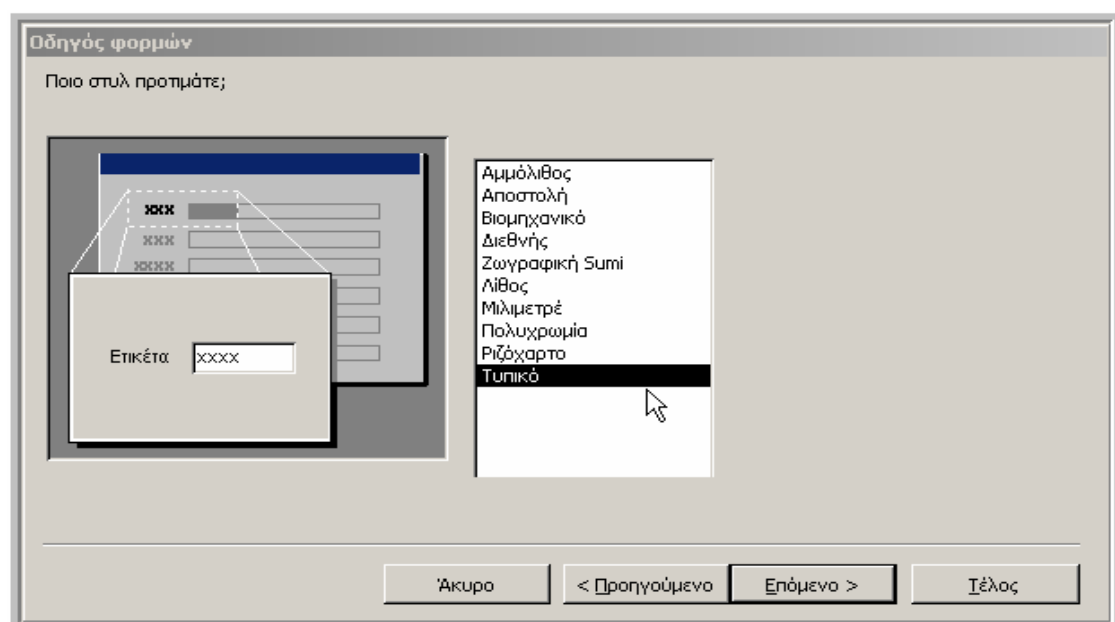 Οδηγός φορμών
Ποιο στυλ προτιμάτε;
xxx
xxx
xxxx
Ετικέτα xxxx
Αμμόλιθος
Αποστολή
Βιομηχανικό
Διεθνής
Ζωγραφική Sumi
Λίθος
Μιλιμετρέ
Πολυχρωμία
Ριζόχαρτο
Τυπικό
Άκυρο < Προηγούμενο Επόμενο > Τέλος